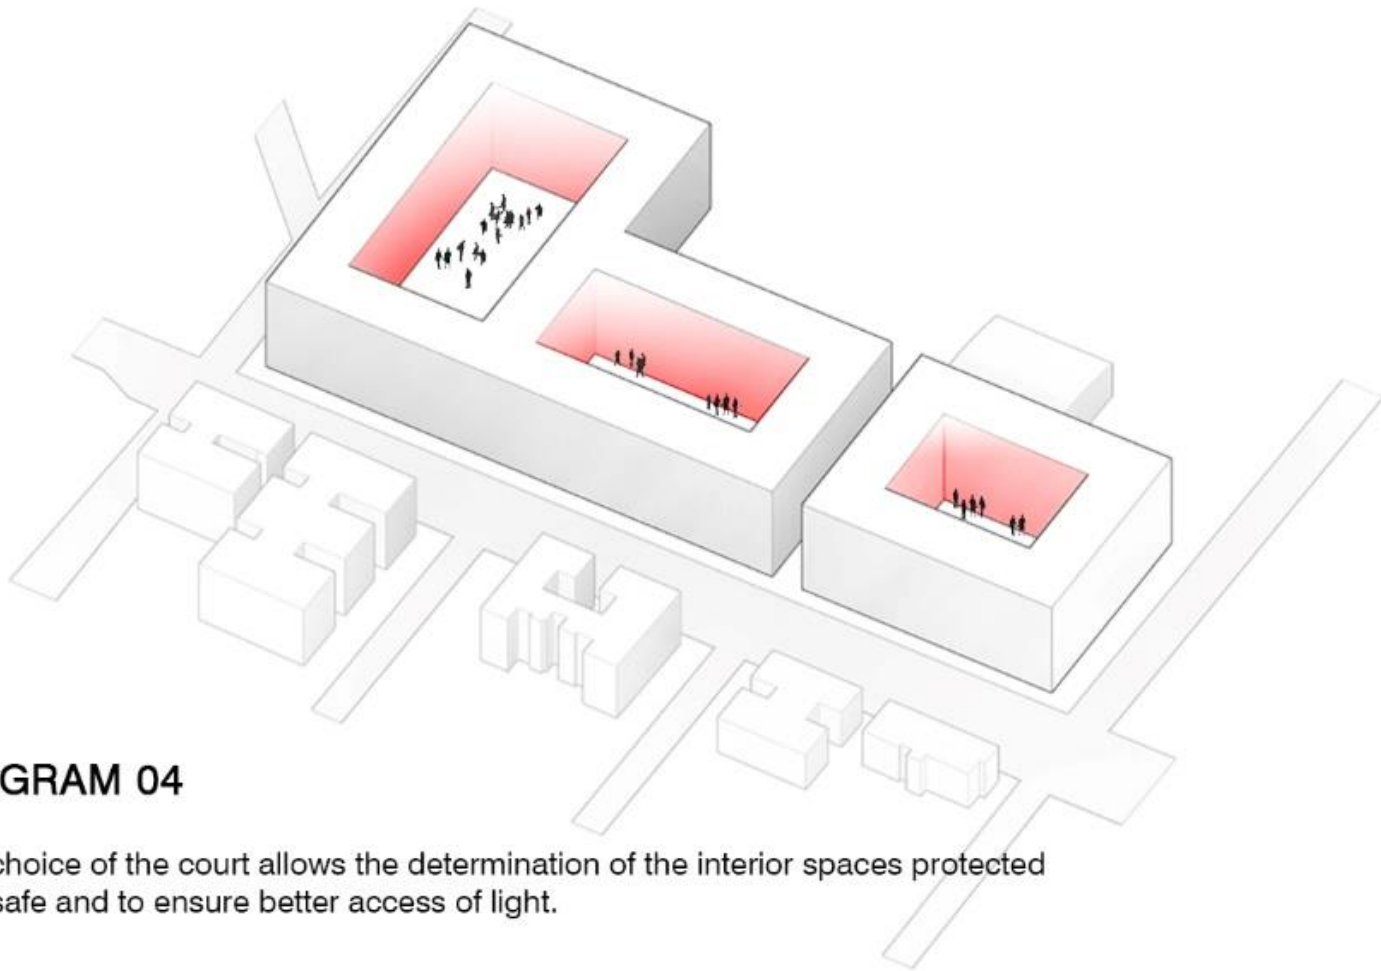 GRAM 04
choice of the court allows the determination of the interior spaces protected
safe and to ensure better access of light.